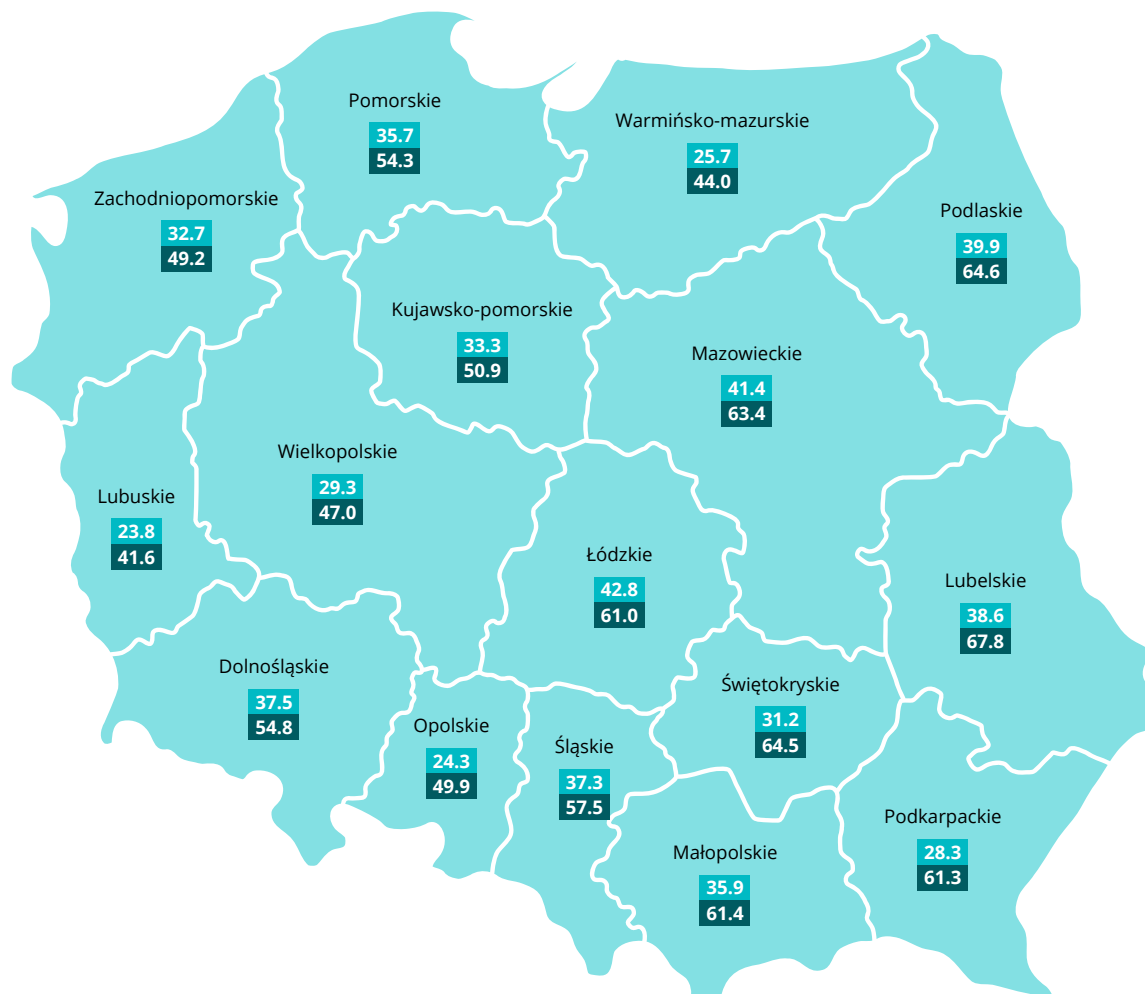 Pomorskie
35.7
54.3
Warmińsko-mazurskie
25.7
44.0
Zachodniopomorskie
32.7
49.2
Podlaskie
39.9
64.6
Kujawsko-pomorskie
33.3
50.9
Mazowieckie
41.4
63.4
Wielkopolskie
29.3
47.0
Lubuskie
23.8
41.6
Łódzkie
42.8
61.0
Lubelskie
38.6
67.8
Dolnośląskie
37.5
54.8
Opolskie
24.3
49.9
Śląskie
37.3
57.5
Świętokryskie
31.2
64.5
Małopolskie
35.9
61.4
Podkarpackie
28.3
61.3